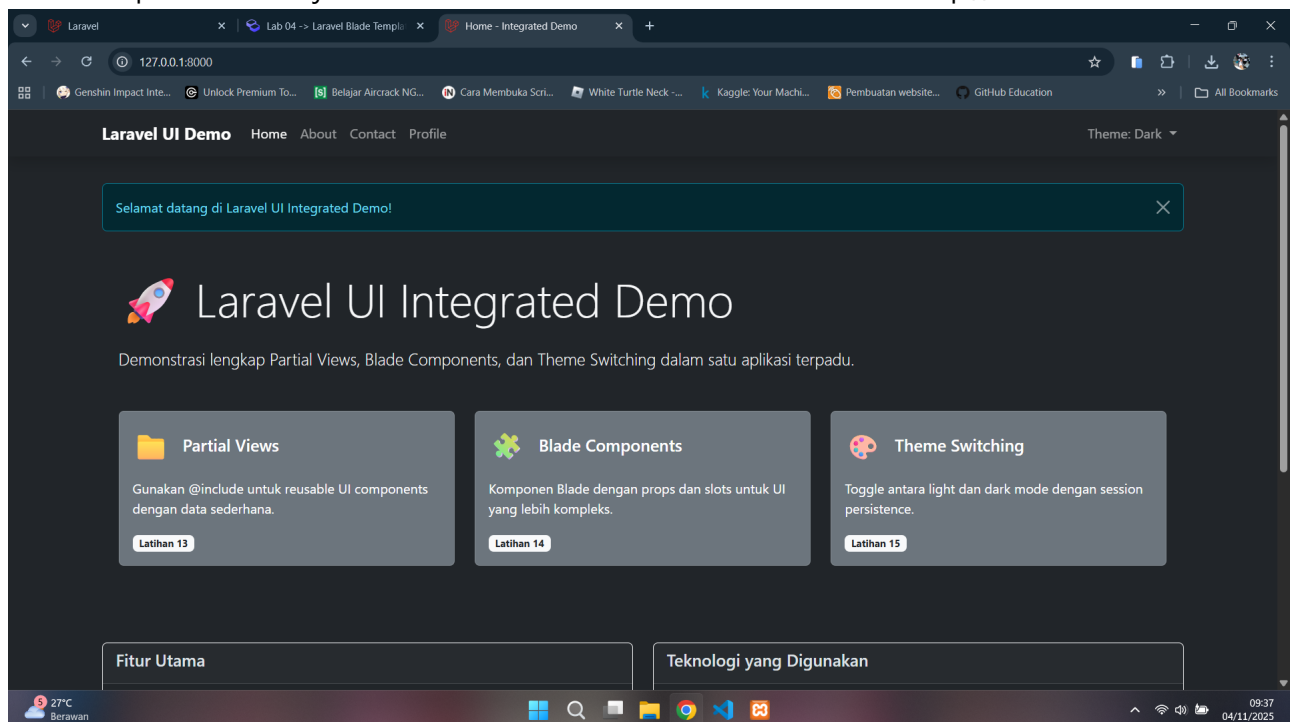 Laravel
Lab 04 -> Laravel Blade Templa
Home - Integrated Demo
127.0.0.1:8000
Genshin Impact Inte...
Unlock Premium To...
Belajar Aircrack NG...
Cara Membuka Scri...
White Turtle Neck -...
Kaggle: Your Machi...
Pembuatan website...
GitHub Education
»
All Bookmarks
Laravel UI Demo
Home
About
Contact
Profile
Theme: Dark
Selamat datang di Laravel UI Integrated Demo!
Laravel UI Integrated Demo
Demonstrasi lengkap Partial Views, Blade Components, dan Theme Switching dalam satu aplikasi terpadu.
Partial Views
Gunakan @include untuk reusable UI components
dengan data sederhana.
Latihan 13
Blade Components
Komponen Blade dengan props dan slots untuk UI
yang lebih kompleks.
Latihan 14
Theme Switching
Toggle antara light dan dark mode dengan session
persistence.
Latihan 15
Fitur Utama
Teknologi yang Digunakan
5
27°C
Berawan
09:37
04/11/2025